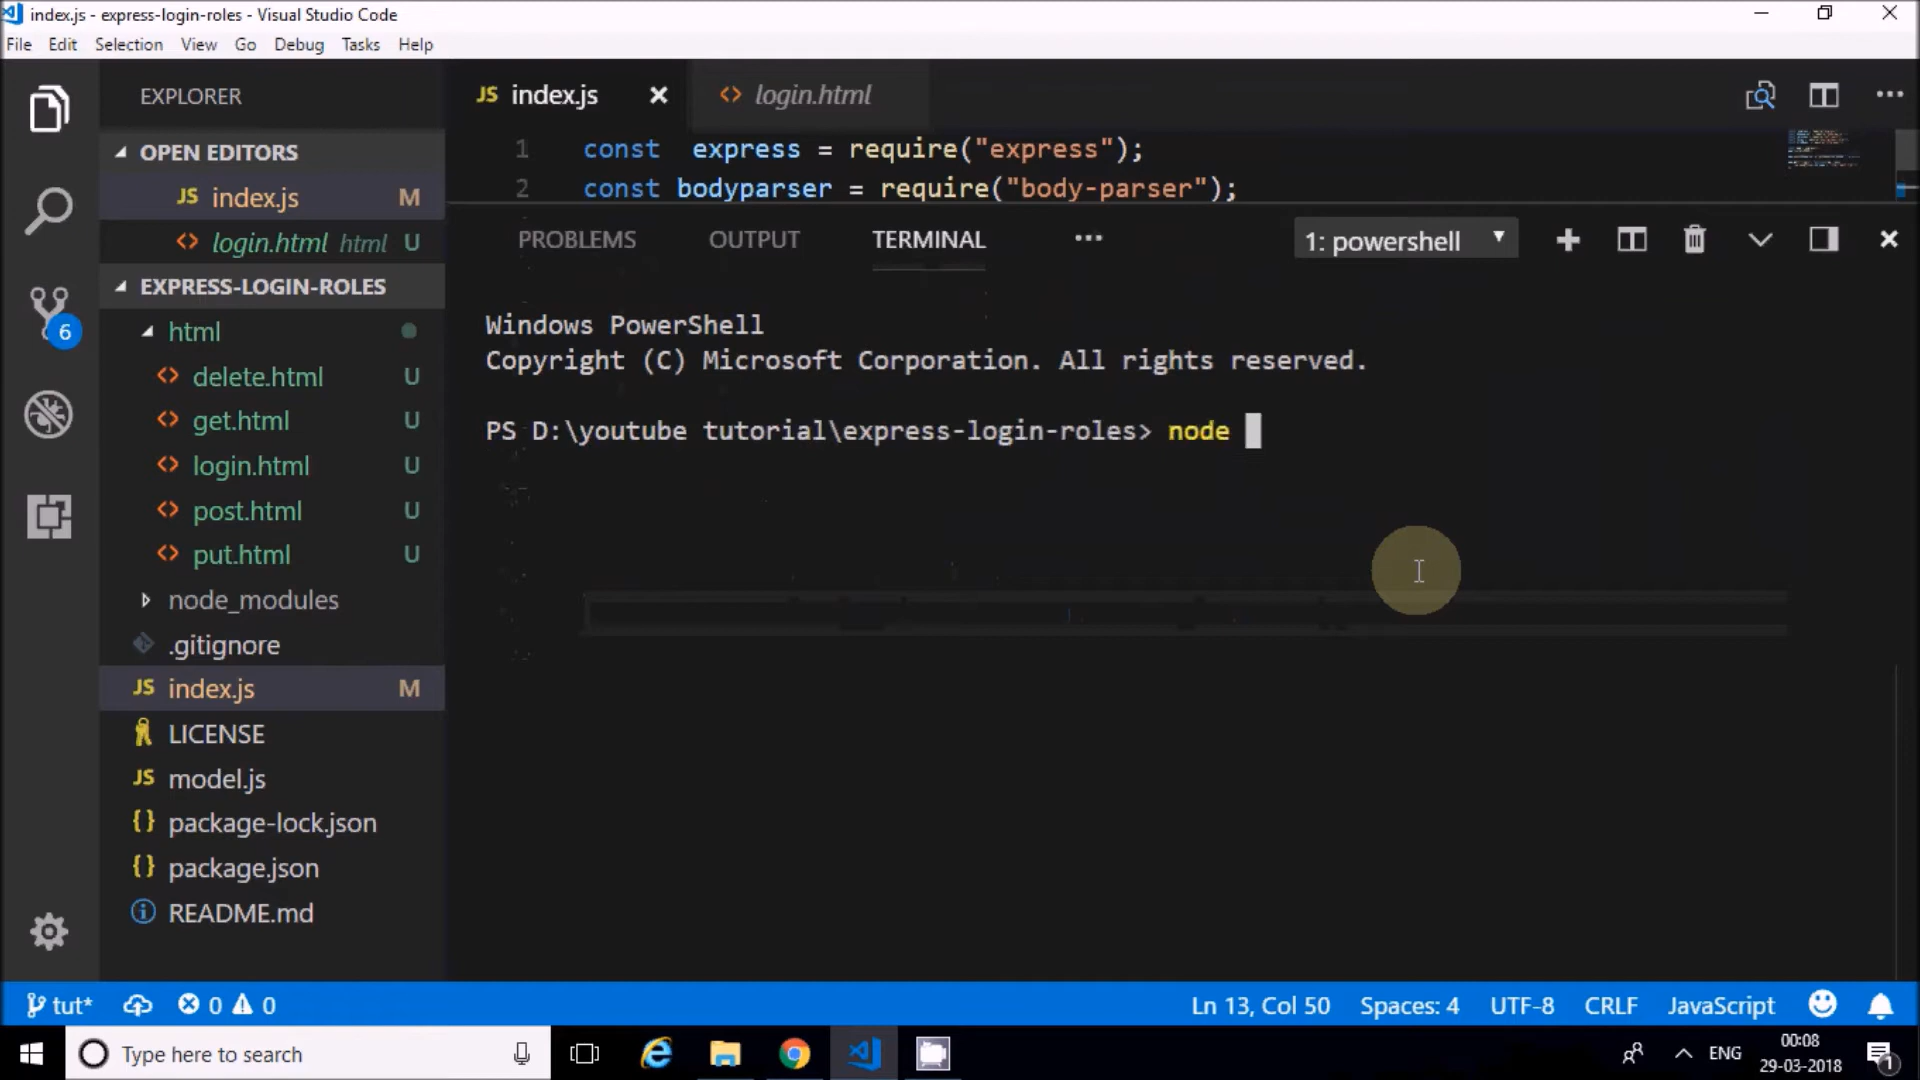 index.js - express-login-roles - Visual Studio Code
File Edit Selection View Go Debug Tasks Help
EXPLORER
OPEN EDITORS
JS index.js M
<> login.html html U
EXPRESS-LOGIN-ROLES
html
<> delete.html U
<> get.html U
<> login.html U
<> post.html U
<> put.html U
node_modules
.gitignore
JS index.js M
LICENSE
JS model.js
{} package-lock.json
{} package.json
README.md
6
JS index.js
<> login.html
1 const express = require("express");
2 const bodyparser = require("body-parser");
PROBLEMS OUTPUT TERMINAL ··· 1: powershell
Windows PowerShell
Copyright (C) Microsoft Corporation. All rights reserved.
PS D:\youtube tutorial\express-login-roles> node
tut* 0 0 Ln 13, Col 50 Spaces: 4 UTF-8 CRLF JavaScript
Type here to search
ENG
00:08
29-03-2018
1